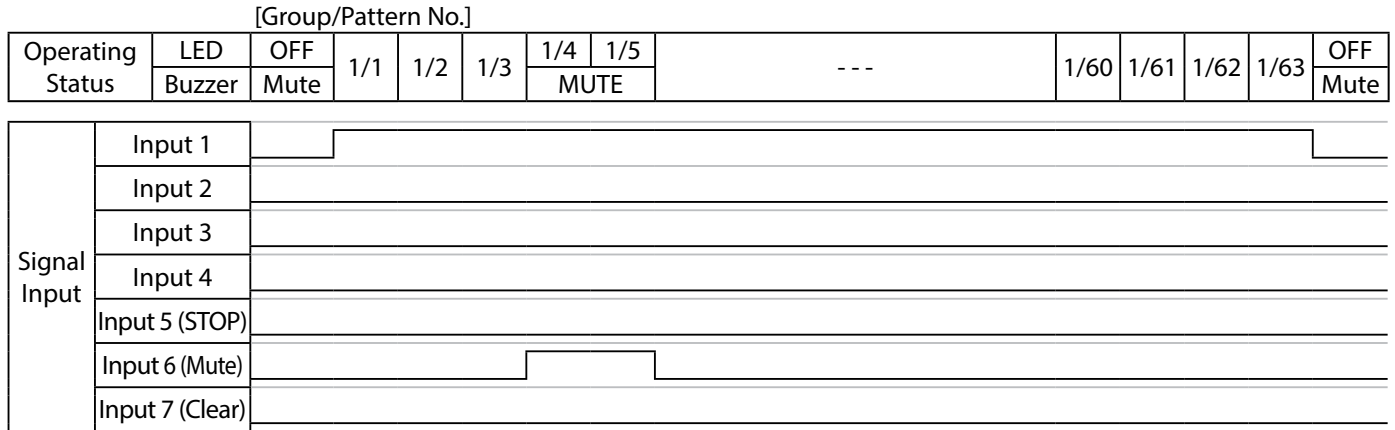 [Group/Pattern No.]
Operating Status LED OFF 1/1 1/2 1/3 1/4 1/5 - - - 1/60 1/61 1/62 1/63 OFF
Buzzer Mute MUTE Mute
Signal Input
Input 1
Input 2
Input 3
Input 4
Input 5 (STOP)
Input 6 (Mute)
Input 7 (Clear)